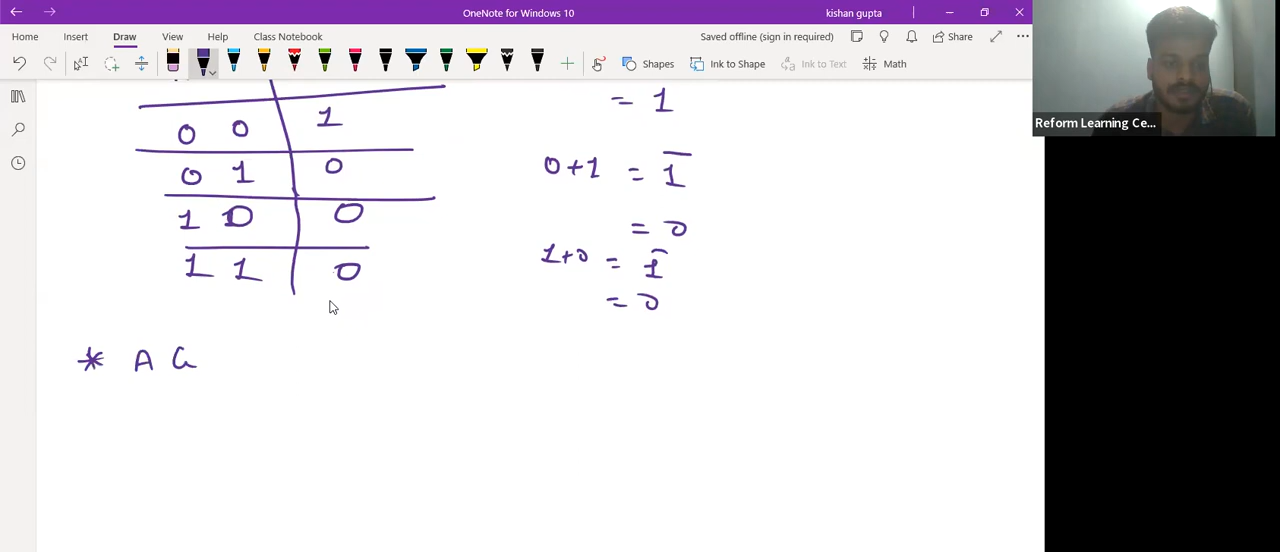 OneNote for Windows 10
kishan gupta
Home Insert Draw View Help Class Notebook
Saved offline (sign in required)
Share
Shapes
Ink to Shape
Ink to Text
Math
Reform Learning Ce...
0 0 1
0 1 0
1 0 0
1 1 0
= 1
0+1 = 1̅
= 0
1+0 = 1̅
= 0
* A G